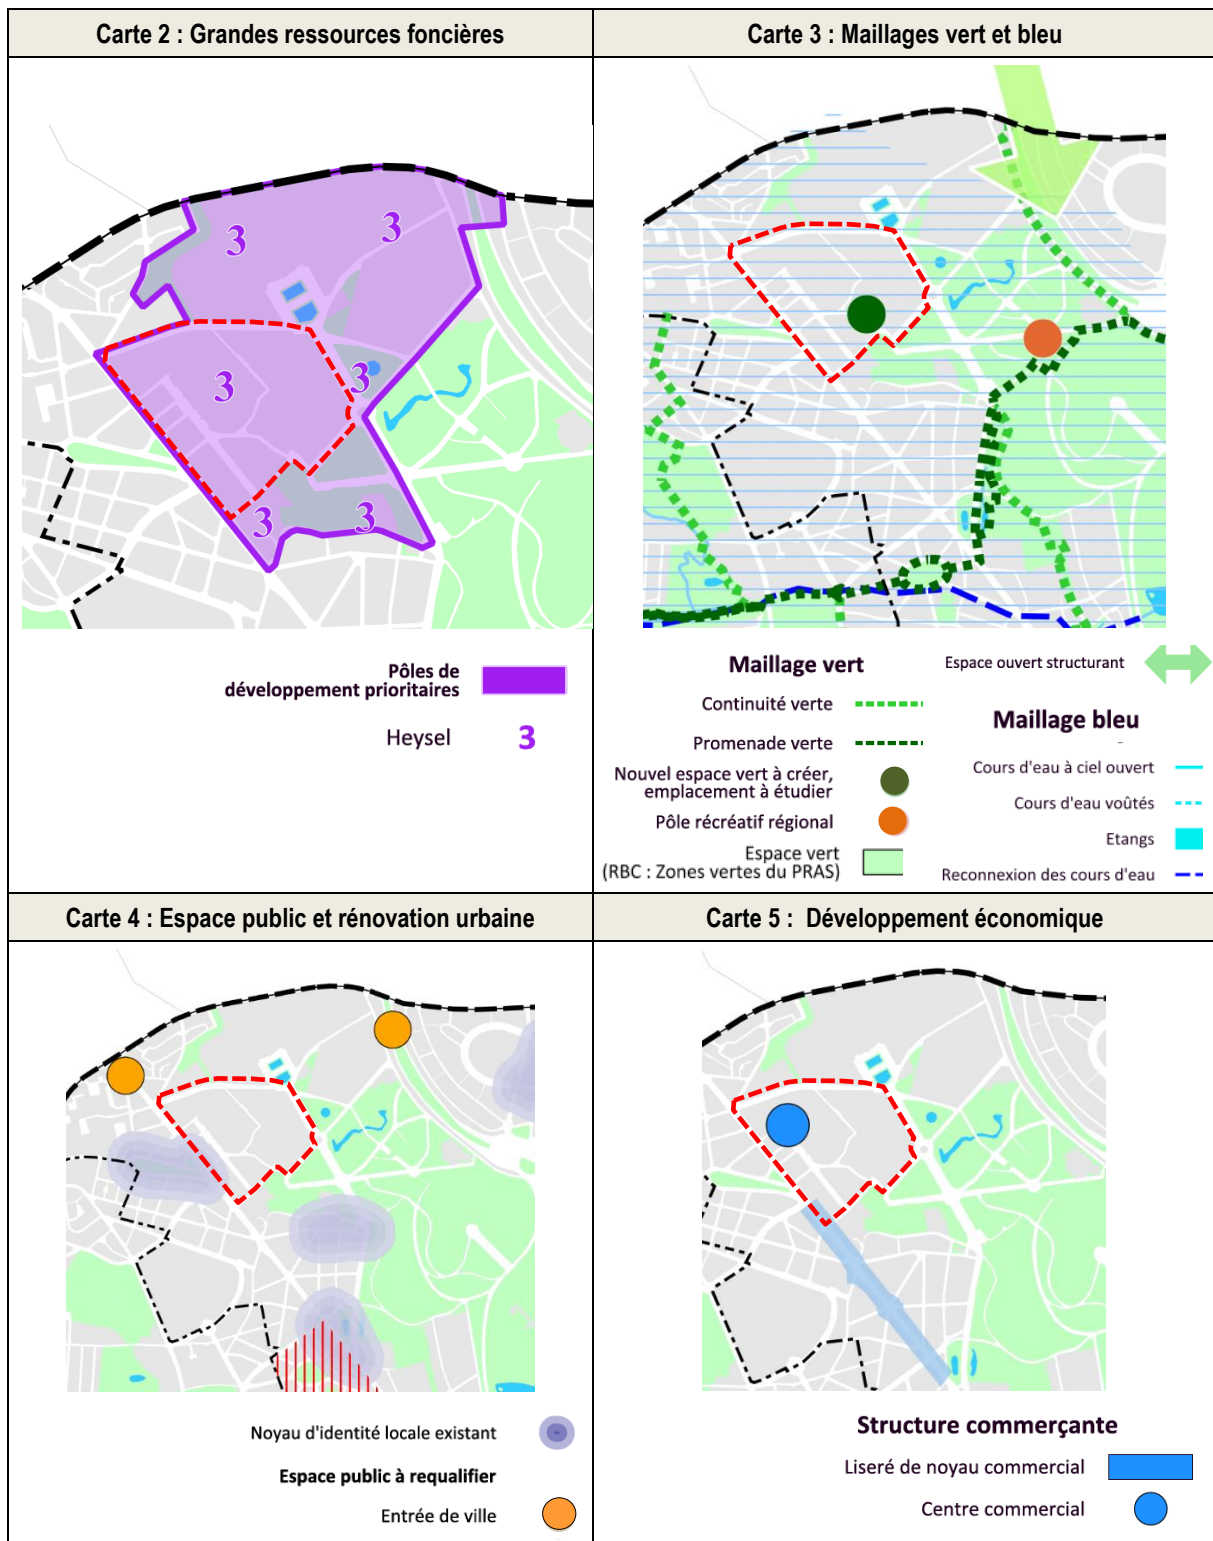 Carte 2 : Grandes ressources foncières
Carte 3 : Maillages vert et bleu
3
3
3
3
3
3
Pôles de
développement prioritaires
Heysel 3
Maillage vert
Continuité verte
Promenade verte
Nouvel espace vert à créer,
emplacement à étudier
Pôle récréatif régional
Espace vert
(RBC : Zones vertes du PRAS)
Espace ouvert structurant
Maillage bleu
Cours d'eau à ciel ouvert
Cours d'eau voûtés
Etangs
Reconnexion des cours d'eau
Carte 4 : Espace public et rénovation urbaine
Carte 5 : Développement économique
Noyau d'identité locale existant
Espace public à requalifier
Entrée de ville
Structure commerçante
Liseré de noyau commercial
Centre commercial